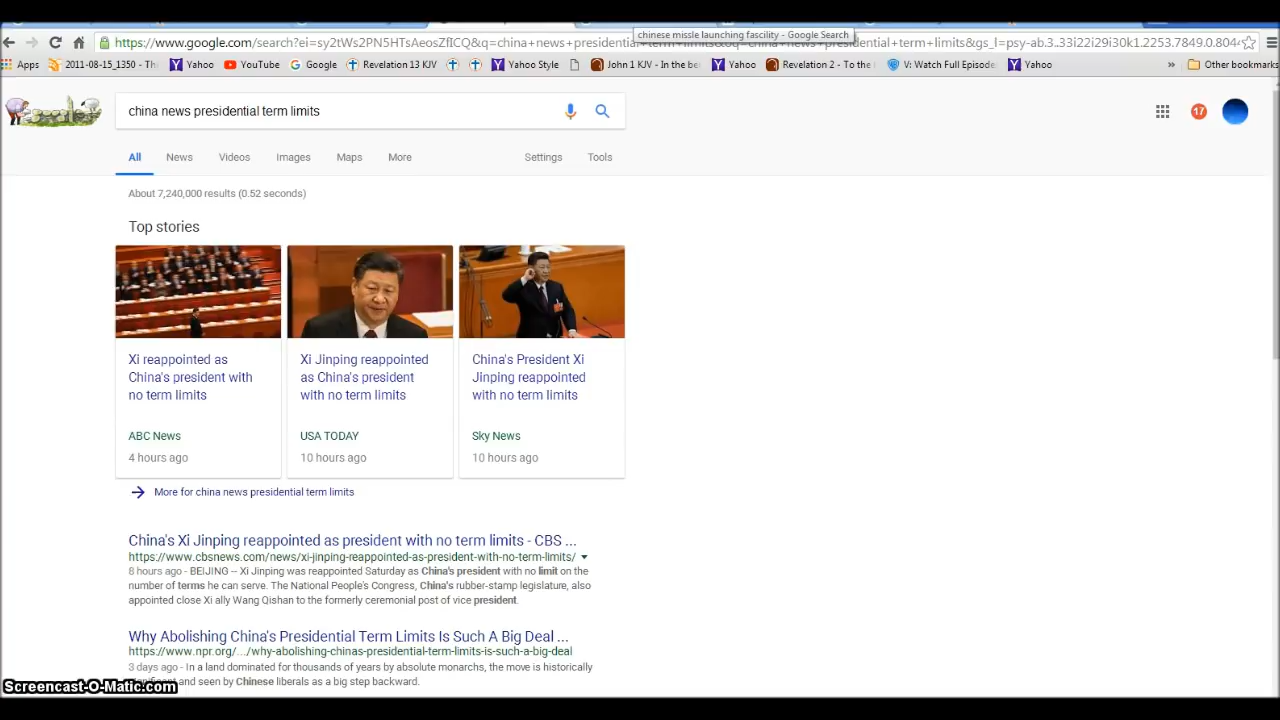 chinese missle launching fascility - Google Search
https://www.google.com/search?ei=sy2tWs2PN5HTsAeosZfICQ&q=china+news+presidential+term+limits&oq=china+news+presidential+term+limits&gs_l=psy-ab.3..33i22i29i30k1.2253.7849.0.804
Apps 2011-08-15_1350 - Th Yahoo YouTube Google Revelation 13 KJV Yahoo Style John 1 KJV - In the be Yahoo Revelation 2 - To the V: Watch Full Episode Yahoo » Other bookmarks
china news presidential term limits
17
All News Videos Images Maps More Settings Tools
About 7,240,000 results (0.52 seconds)
Top stories
Xi reappointed as China's president with no term limits
ABC News
4 hours ago
Xi Jinping reappointed as China's president with no term limits
USA TODAY
10 hours ago
China's President Xi Jinping reappointed with no term limits
Sky News
10 hours ago
More for china news presidential term limits
China's Xi Jinping reappointed as president with no term limits - CBS ...
https://www.cbsnews.com/news/xi-jinping-reappointed-as-president-with-no-term-limits/
8 hours ago - BEIJING -- Xi Jinping was reappointed Saturday as China's president with no limit on the
number of terms he can serve. The National People's Congress, China's rubber-stamp legislature, also
appointed close Xi ally Wang Qishan to the formerly ceremonial post of vice president.
Why Abolishing China's Presidential Term Limits Is Such A Big Deal ...
https://www.npr.org/.../why-abolishing-chinas-presidential-term-limits-is-such-a-big-deal
3 days ago - In a land dominated for thousands of years by absolute monarchs, the move is historically
significant and seen by Chinese liberals as a big step backward.
Screencast-O-Matic.com